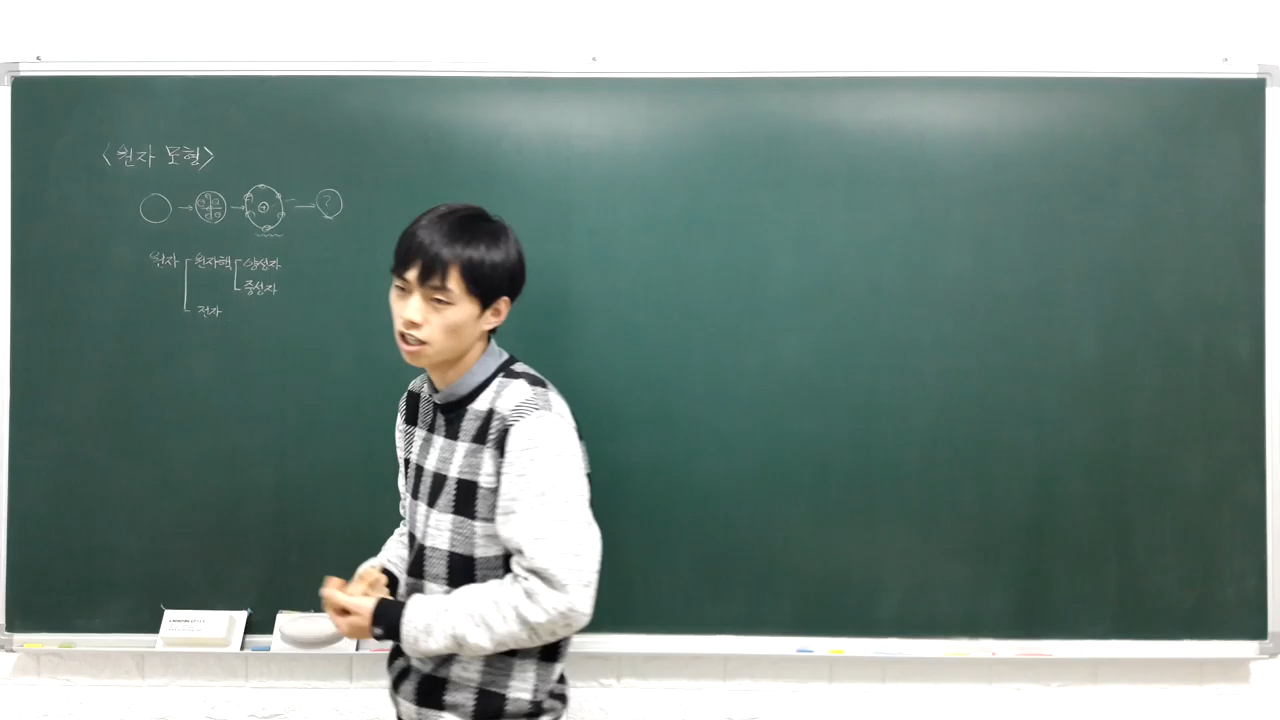 <원자 모형>
○ → ⊕ → ⊕ → ?
원자 원자핵 양성자
중성자
전자